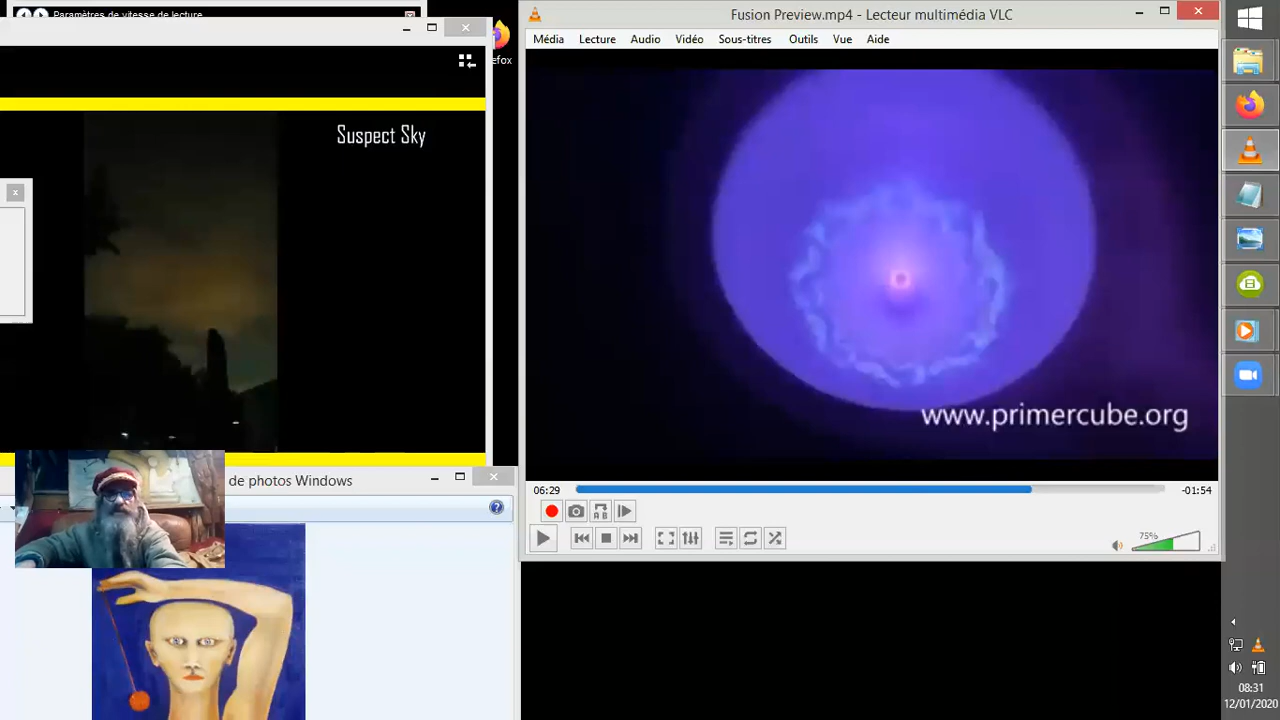 Paramètres de vitesse de lecture
efox
Suspect Sky
de photos Windows
Fusion Preview.mp4 - Lecteur multimédia VLC
Média Lecture Audio Vidéo Sous-titres Outils Vue Aide
www.primercube.org
06:29
-01:54
75%
08:31
12/01/2020